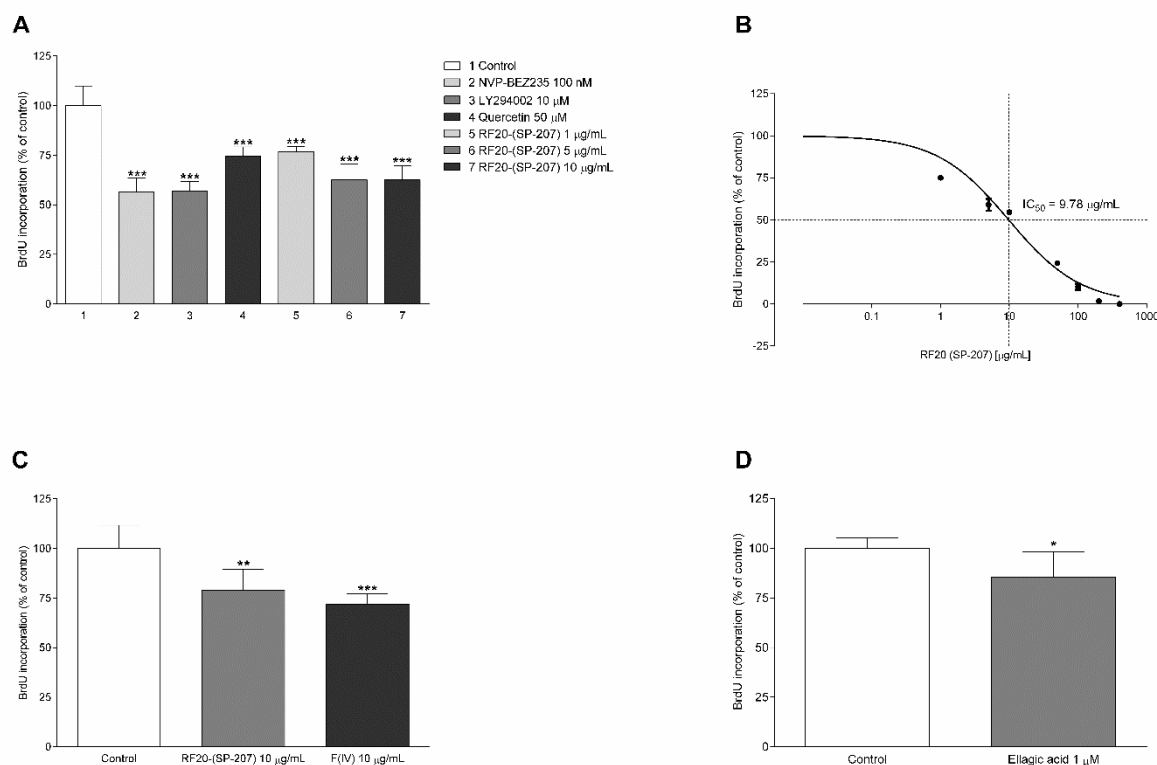 A
BrdU incorporation (% of control)
125
100
75
50
25
0
***
***
***
***
***
***
1 2 3 4 5 6 7
1 Control
2 NVP-BEZ235 100 nM
3 LY294002 10 μM
4 Quercetin 50 μM
5 RF20-(SP-207) 1 μg/mL
6 RF20-(SP-207) 5 μg/mL
7 RF20-(SP-207) 10 μg/mL
B
BrdU incorporation (% of control)
125
100
75
50
25
0
-25
IC50 = 9.78 μg/mL
0.1 1 10 100 1000
RF20 (SP-207) [μg/mL]
C
BrdU incorporation (% of control)
125
100
75
50
25
0
**
***
Control RF20-(SP-207) 10 μg/mL F(IV) 10 μg/mL
D
BrdU incorporation (% of control)
125
100
75
50
25
0
*
Control Ellagic acid 1 μM